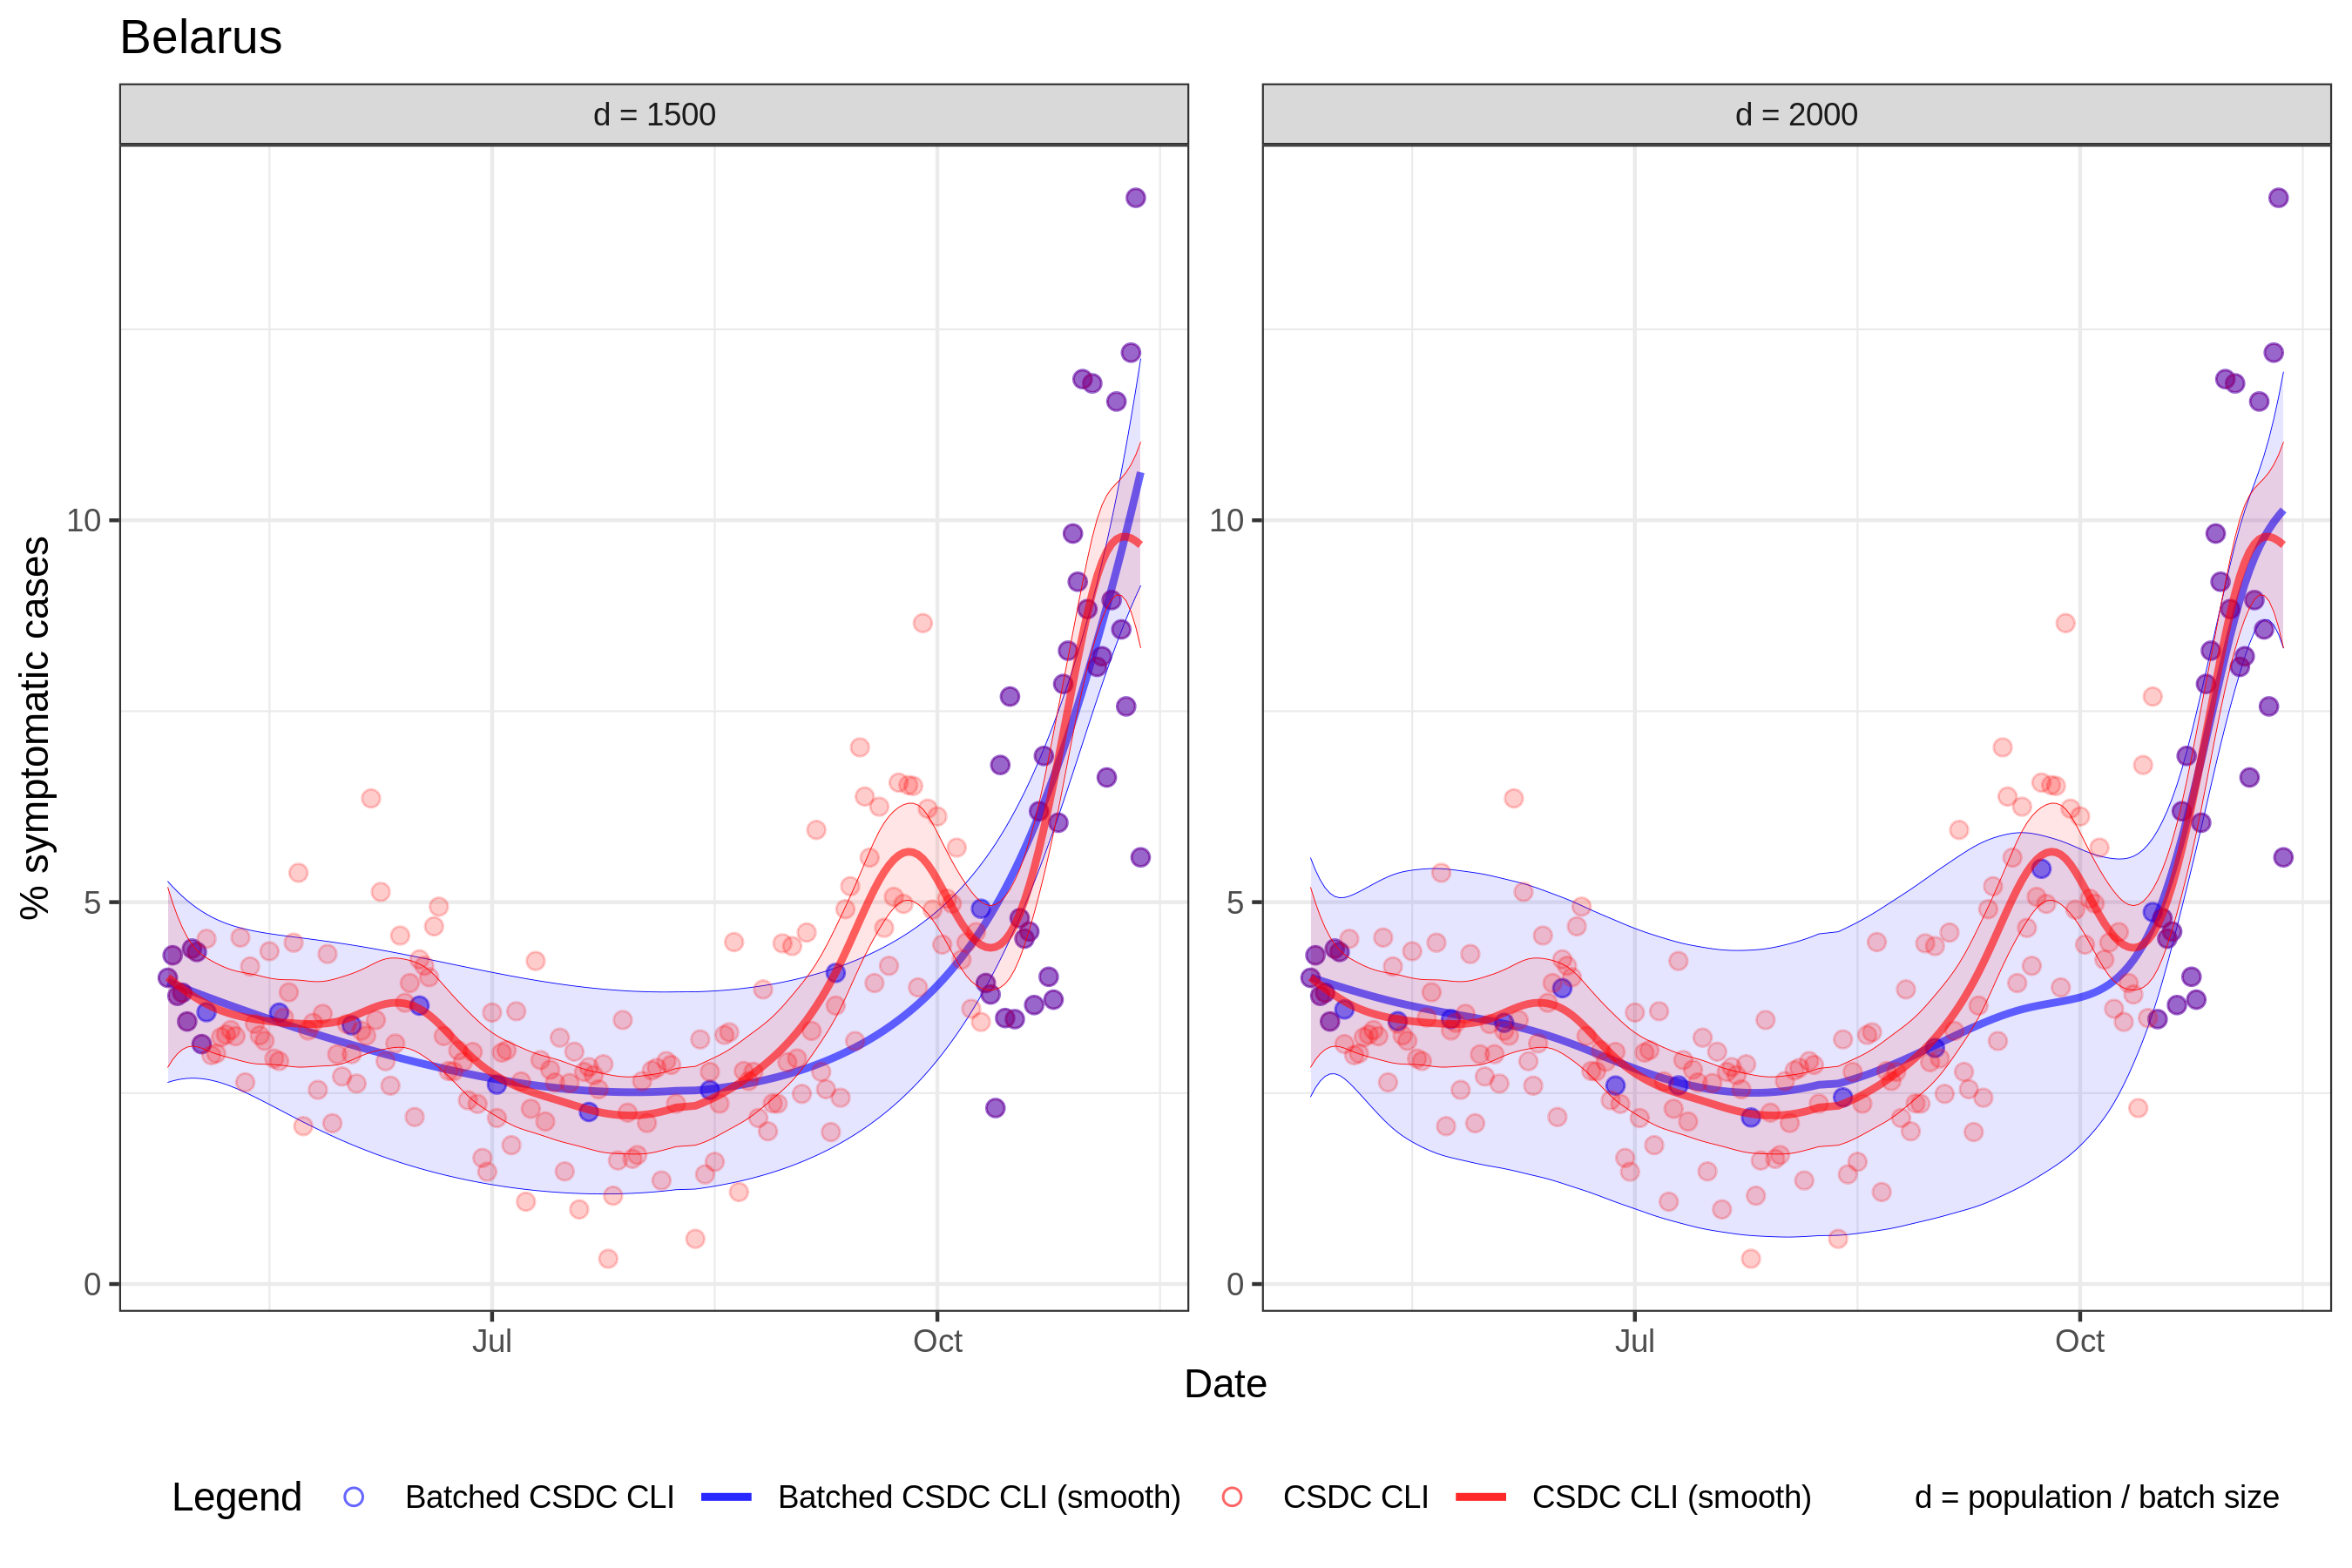 Belarus
d = 1500
d = 2000
% symptomatic cases
10
5
0
10
5
0
Jul
Oct
Jul
Oct
Date
Legend
Batched CSDC CLI
Batched CSDC CLI (smooth)
CSDC CLI
CSDC CLI (smooth)
d = population / batch size